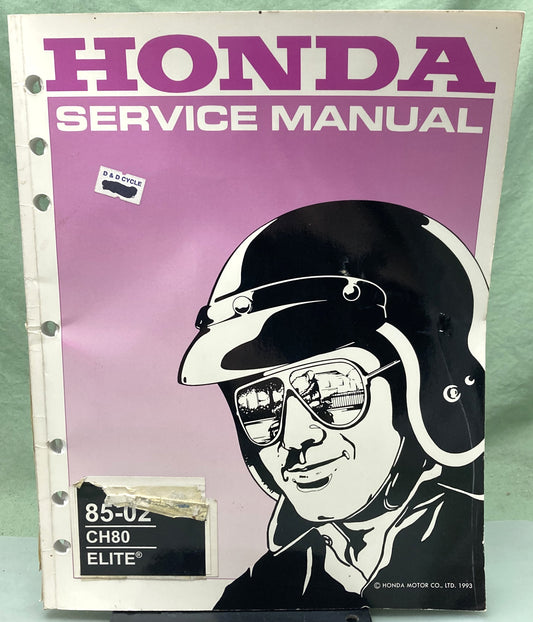 HONDA
SERVICE MANUAL
D & D CYCLE
85-02
CH80
ELITE®
© HONDA MOTOR CO., LTD. 1993